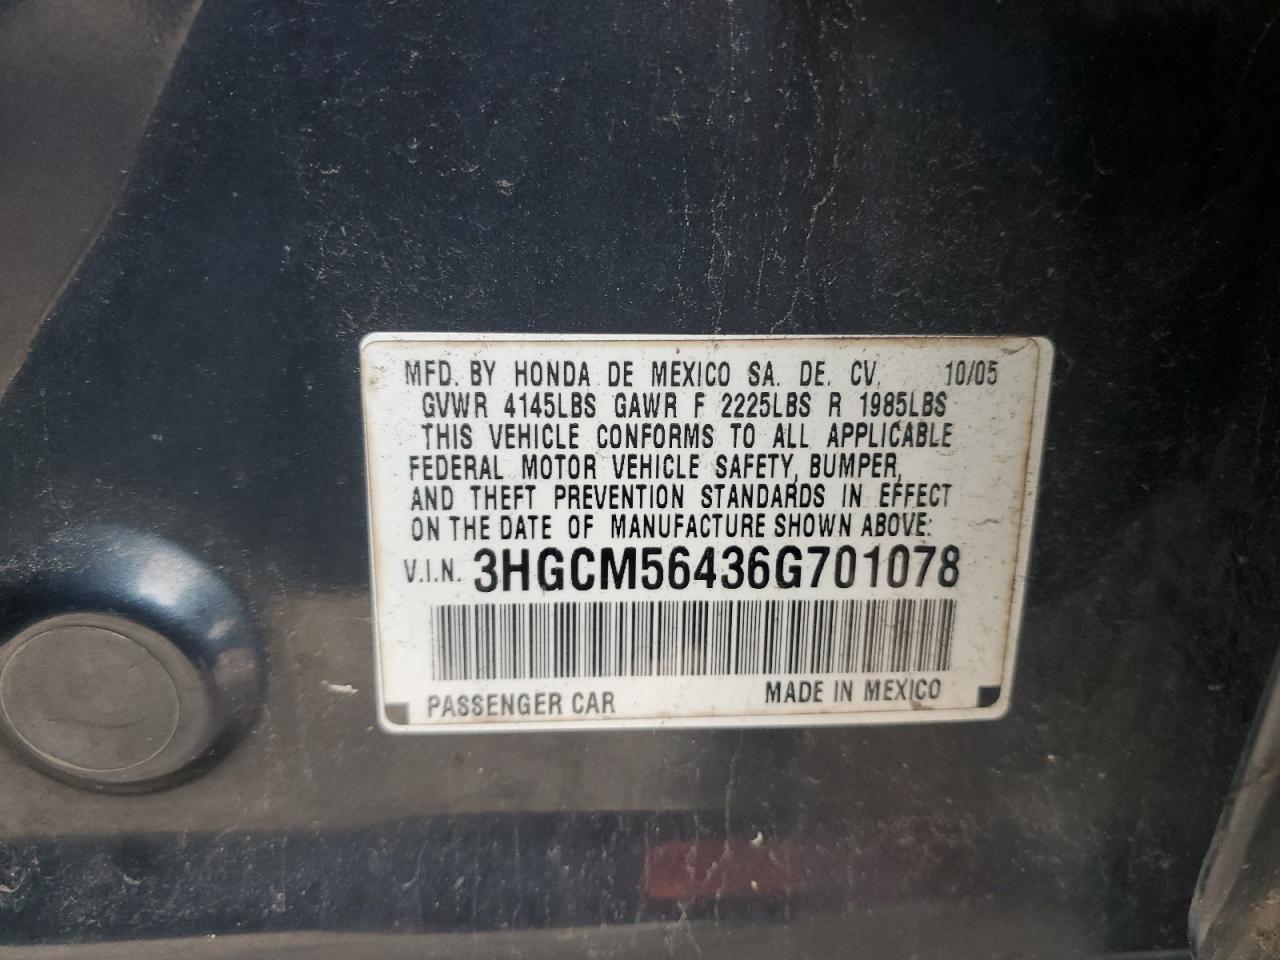 MFD. BY HONDA DE MEXICO SA. DE. CV. 10/05
GVWR 4145LBS GAWR F 2225LBS R 1985LBS
THIS VEHICLE CONFORMS TO ALL APPLICABLE
FEDERAL MOTOR VEHICLE SAFETY, BUMPER,
AND THEFT PREVENTION STANDARDS IN EFFECT
ON THE DATE OF MANUFACTURE SHOWN ABOVE.
V.I.N. 3HGCM56436G701078
PASSENGER CAR MADE IN MEXICO